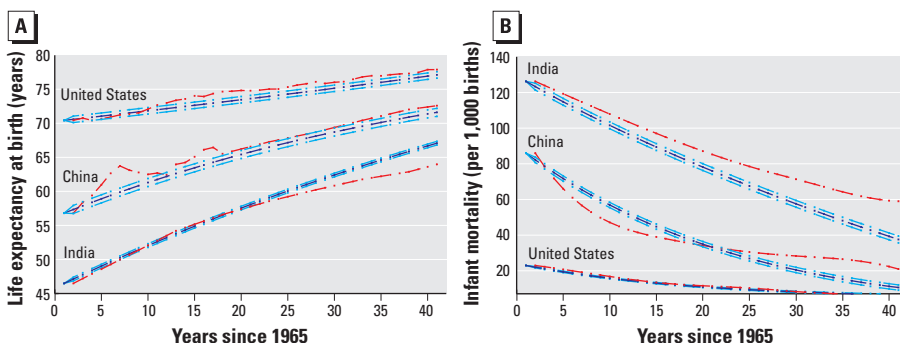 A
Life expectancy at birth (years)
80
75
70
65
60
55
50
45
United States
China
India
0 5 10 15 20 25 30 35 40
Years since 1965
B
Infant mortality (per 1,000 births)
140
120
100
80
60
40
20
India
China
United States
0 5 10 15 20 25 30 35 40
Years since 1965